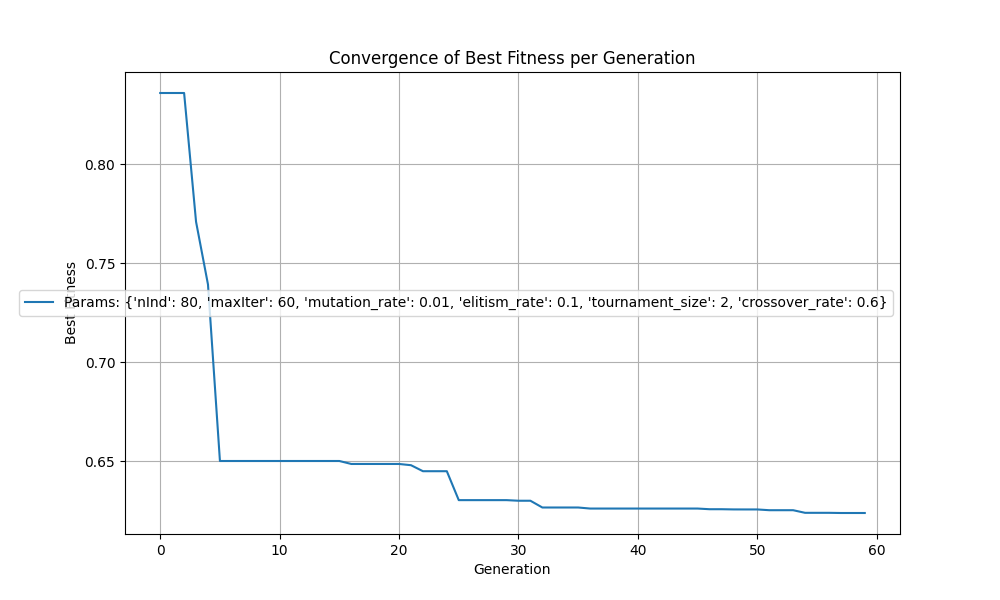 Convergence of Best Fitness per Generation
0.80
0.75
Best
ness
Params: {'nInd': 80, 'maxIter': 60, 'mutation_rate': 0.01, 'elitism_rate': 0.1, 'tournament_size': 2, 'crossover_rate': 0.6}
0.70
0.65
0 10 20 30 40 50 60
Generation